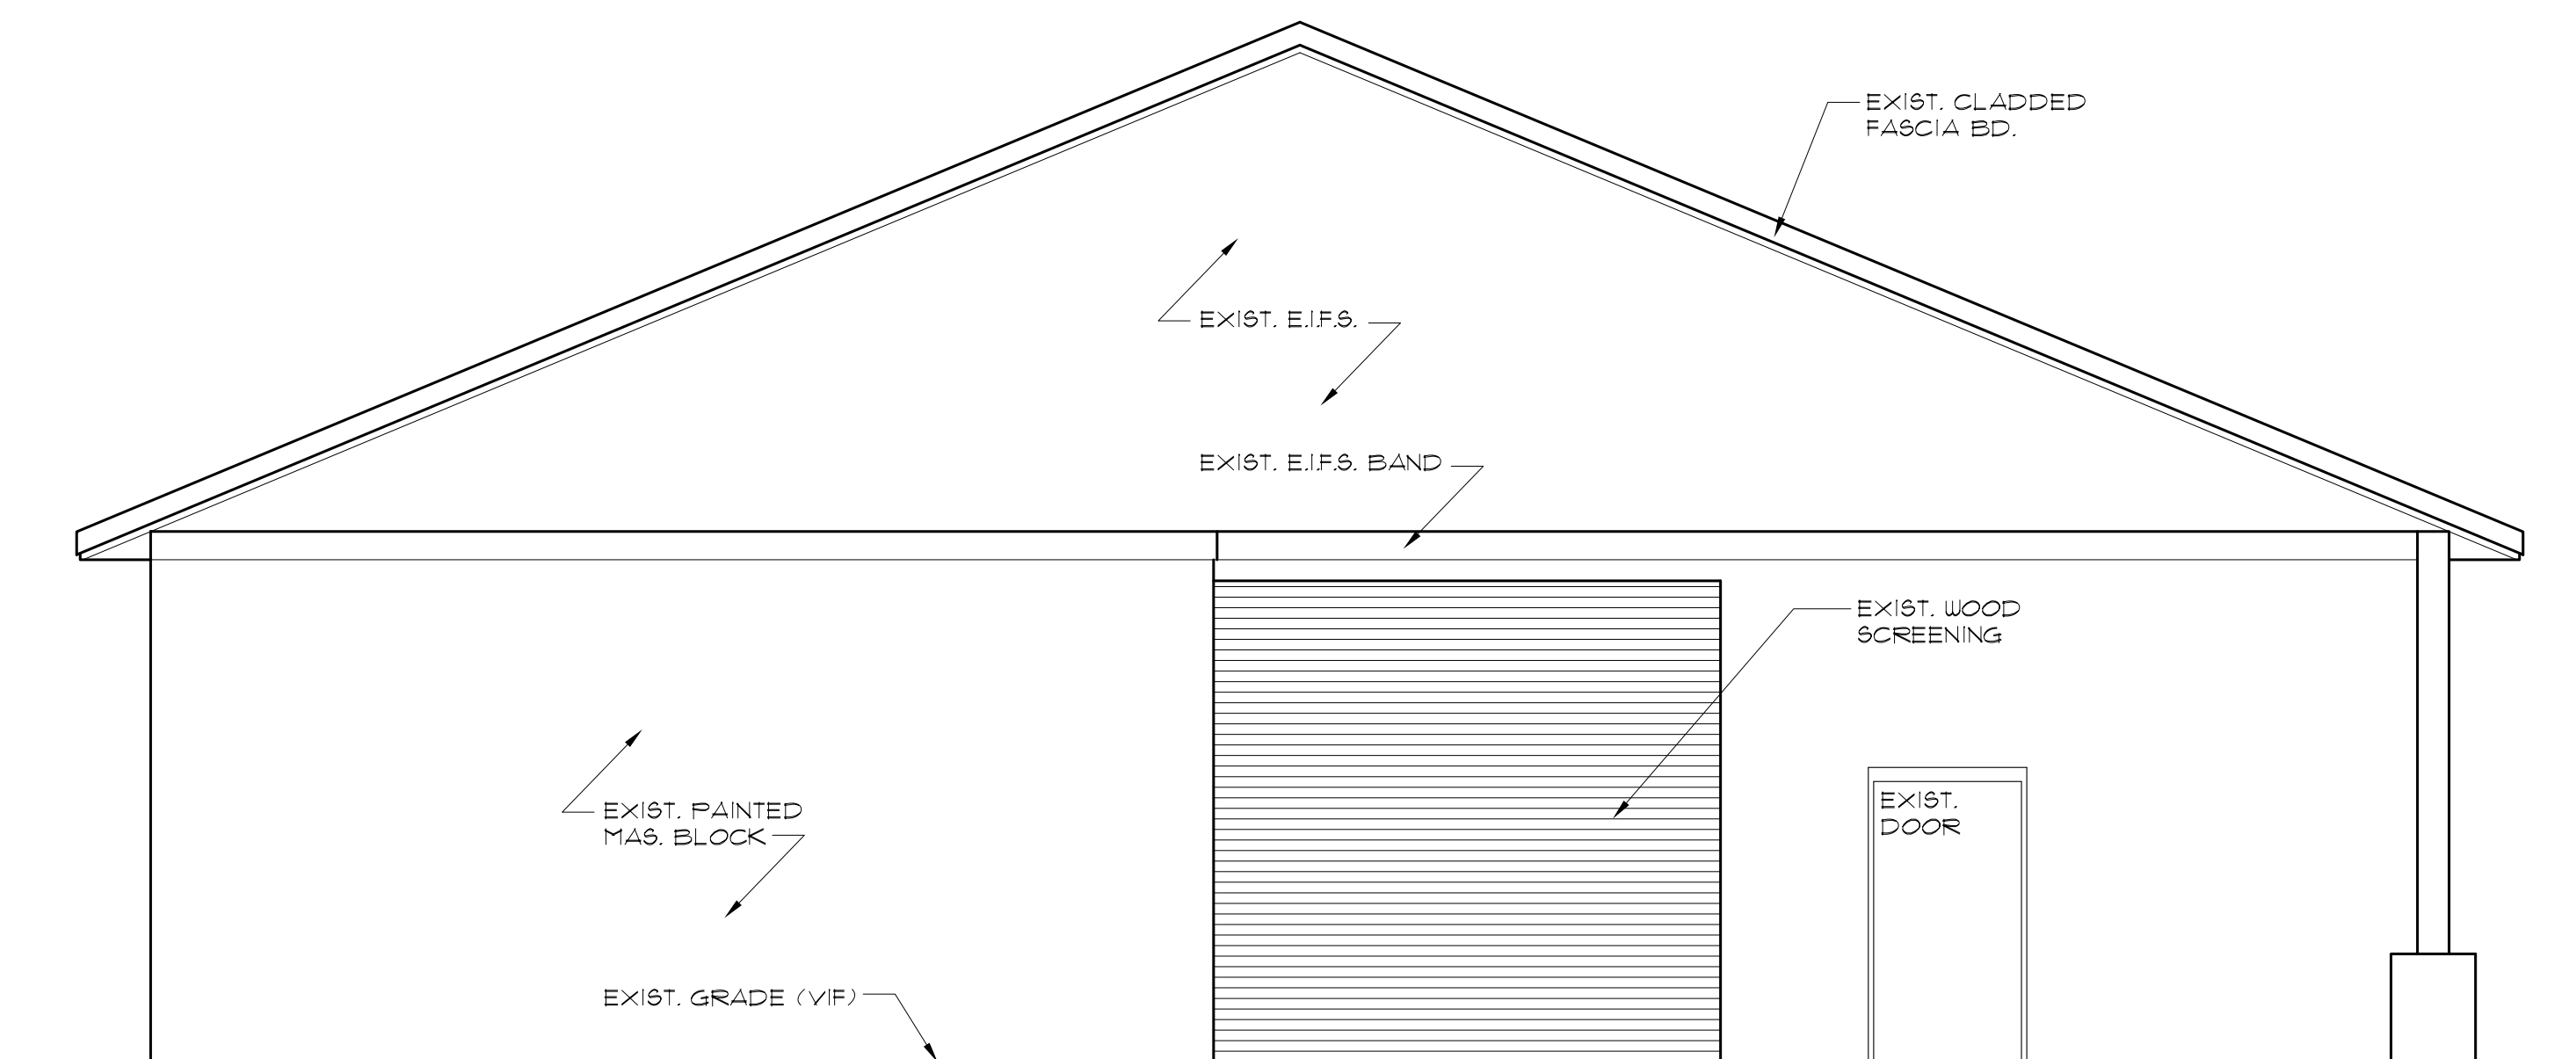 EXIST. CLADDED
FASCIA BD.
EXIST. E.I.F.S.
EXIST. E.I.F.S. BAND
EXIST. WOOD
SCREENING
EXIST.
DOOR
EXIST. PAINTED
MAS. BLOCK
EXIST. GRADE (VIF)